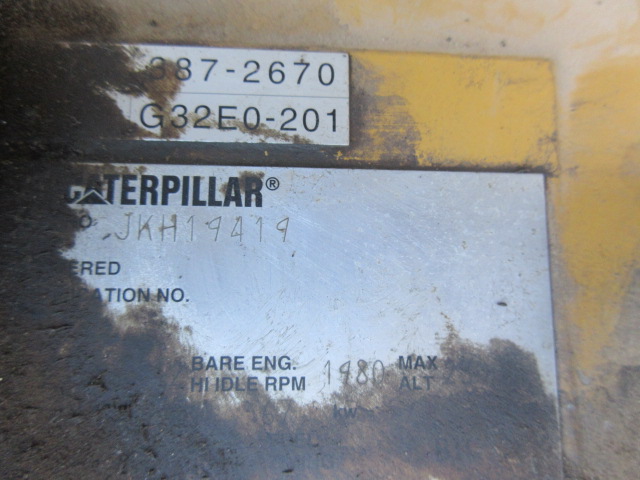 387-2670
G32E0-201
CATERPILLAR®
JKH19419
ERED
ATION NO.
BARE ENG. 1980 MAX
HI IDLE RPM ALT
kw